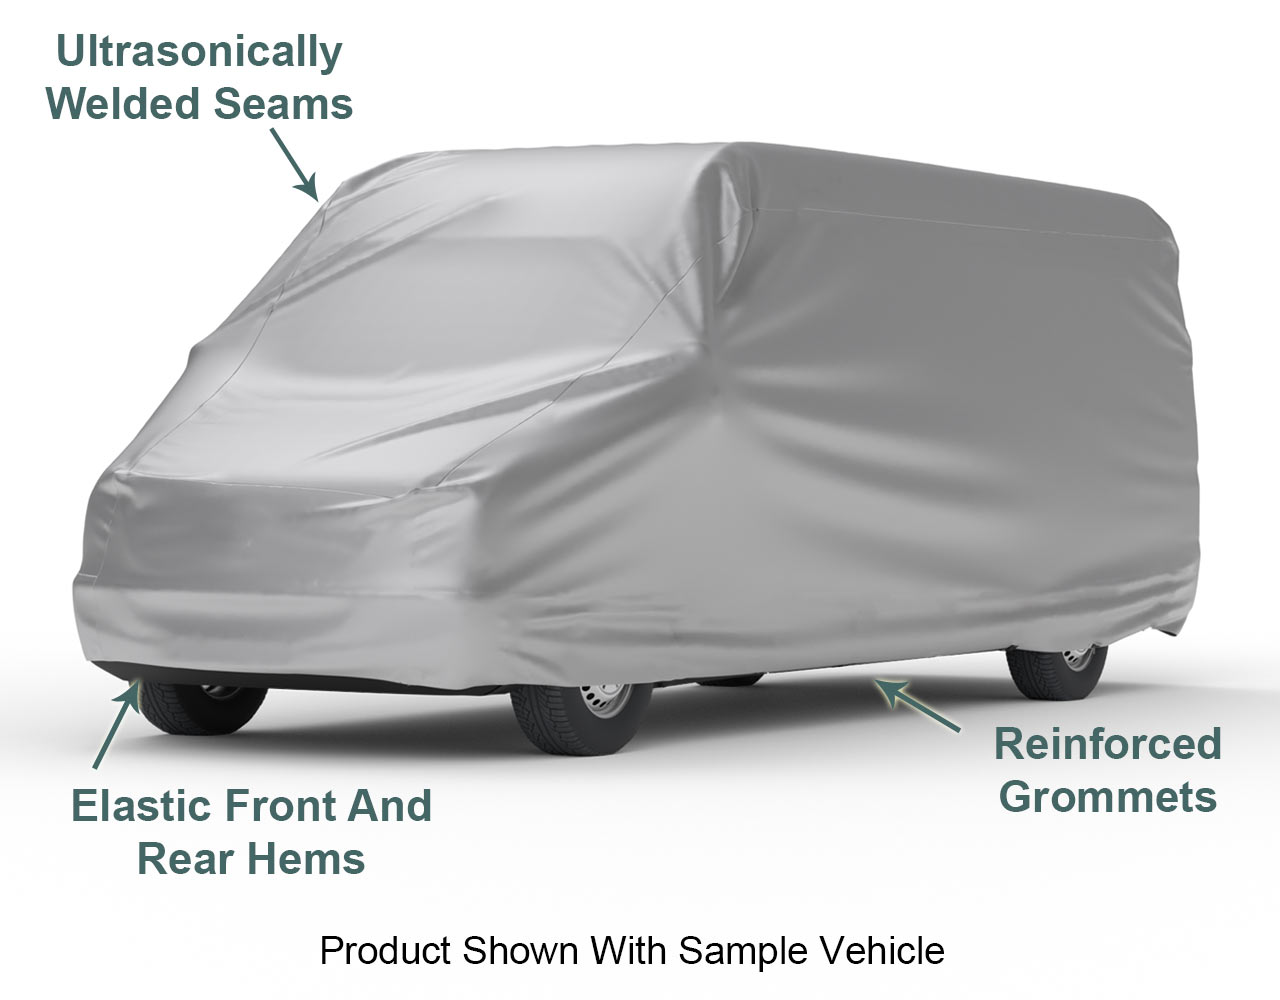 Ultrasonically
Welded Seams
Reinforced
Grommets
Elastic Front And
Rear Hems
Product Shown With Sample Vehicle